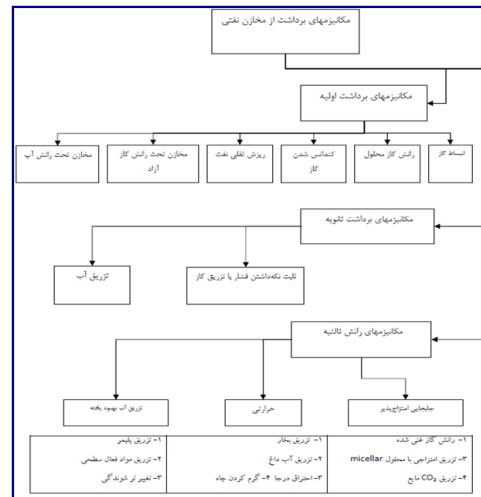 مکانیزمهای برداشت از مخازن نفتی
مکانیزمهای برداشت اولیه
انبساط گاز
رانش گاز محلول
کندانس شدن
گاز
ریزش ثقلی نفت
مخازن تحت رانش گاز
آزاد
مخازن تحت رانش آب
مکانیزمهای برداشت ثانویه
ثابت نگه‌داشتن فشار با تزریق گاز
تزریق آب
مکانیزمهای رانش ثالثیه
جابجایی امتزاج‌پذیر
حرارتی
تزریق آب بهبود یافته
۱- رانش گاز غنی شده
۳- تزریق امتزاجی با محلول micellar
۴- تزریق CO₂ مایع
۱- تزریق بخار
۲- تزریق آب داغ
۳- احتراق درجا ۴- گرم کردن چاه
۱- تزریق پلیمر
۲- تزریق مواد فعال سطحی
۳- تغییر تر شوندگی